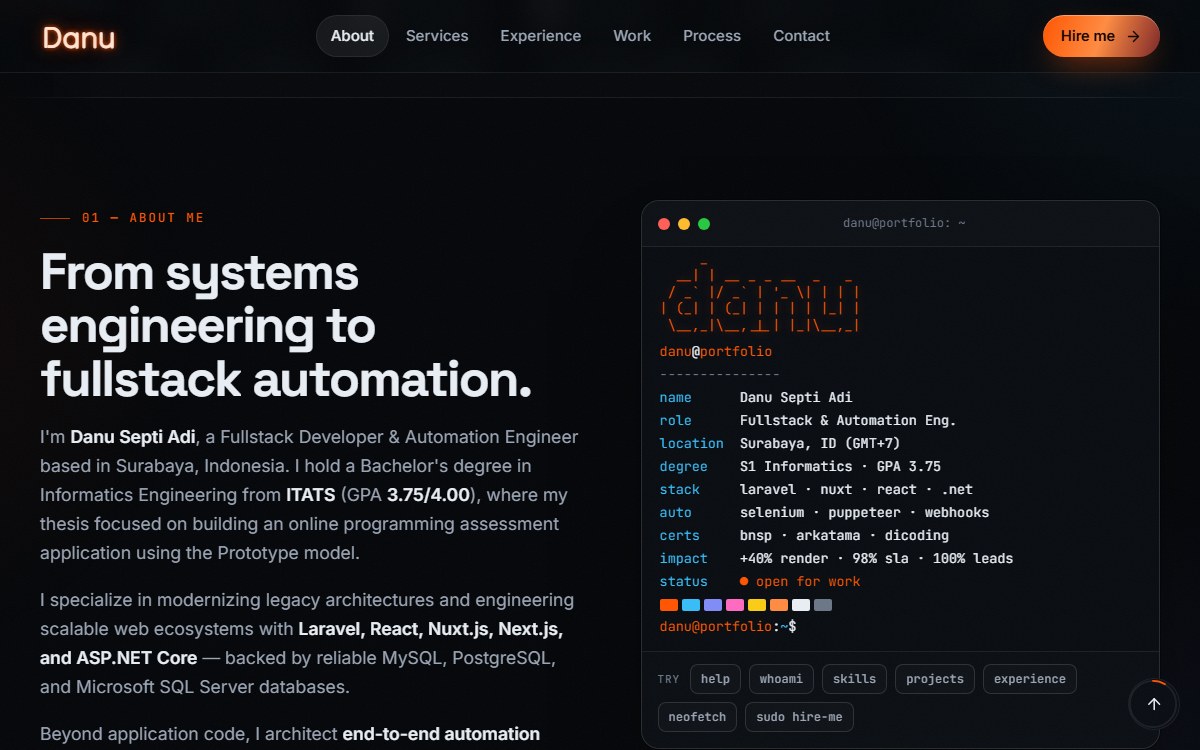 Danu
About Services Experience Work Process Contact
Hire me →
01 — ABOUT ME
From systems
engineering to
fullstack automation.
I'm Danu Septi Adi, a Fullstack Developer & Automation Engineer
based in Surabaya, Indonesia. I hold a Bachelor's degree in
Informatics Engineering from ITATS (GPA 3.75/4.00), where my
thesis focused on building an online programming assessment
application using the Prototype model.
I specialize in modernizing legacy architectures and engineering
scalable web ecosystems with Laravel, React, Nuxt.js, Next.js,
and ASP.NET Core — backed by reliable MySQL, PostgreSQL,
and Microsoft SQL Server databases.
Beyond application code, I architect end-to-end automation
danu@portfolio: ~
danu
danu@portfolio
---------------
name Danu Septi Adi
role Fullstack & Automation Eng.
location Surabaya, ID (GMT+7)
degree S1 Informatics · GPA 3.75
stack laravel · nuxt · react · .net
auto selenium · puppeteer · webhooks
certs bnsp · arkatama · dicoding
impact +40% render · 98% sla · 100% leads
status ● open for work
danu@portfolio:~$
TRY help whoami skills projects experience
neofetch sudo hire-me